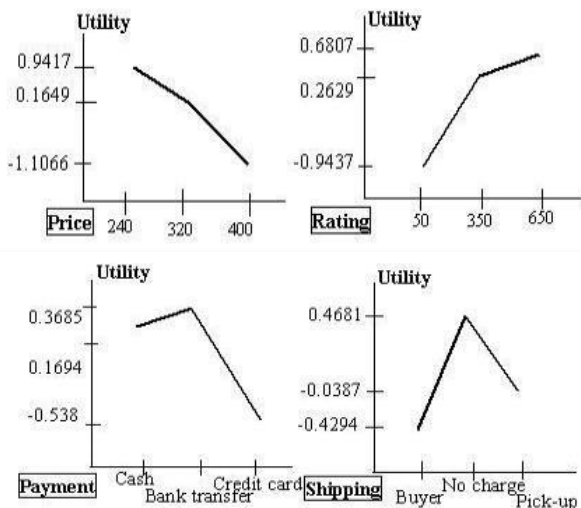 Utility
0.9417
0.1649
-1.1066
Price
240
320
400
Utility
0.6807
0.2629
-0.9437
Rating
50
350
650
Utility
0.3685
0.1694
-0.538
Payment
Cash
Bank transfer
Credit card
Utility
0.4681
-0.0387
-0.4294
Shipping
Buyer
No charge
Pick-up